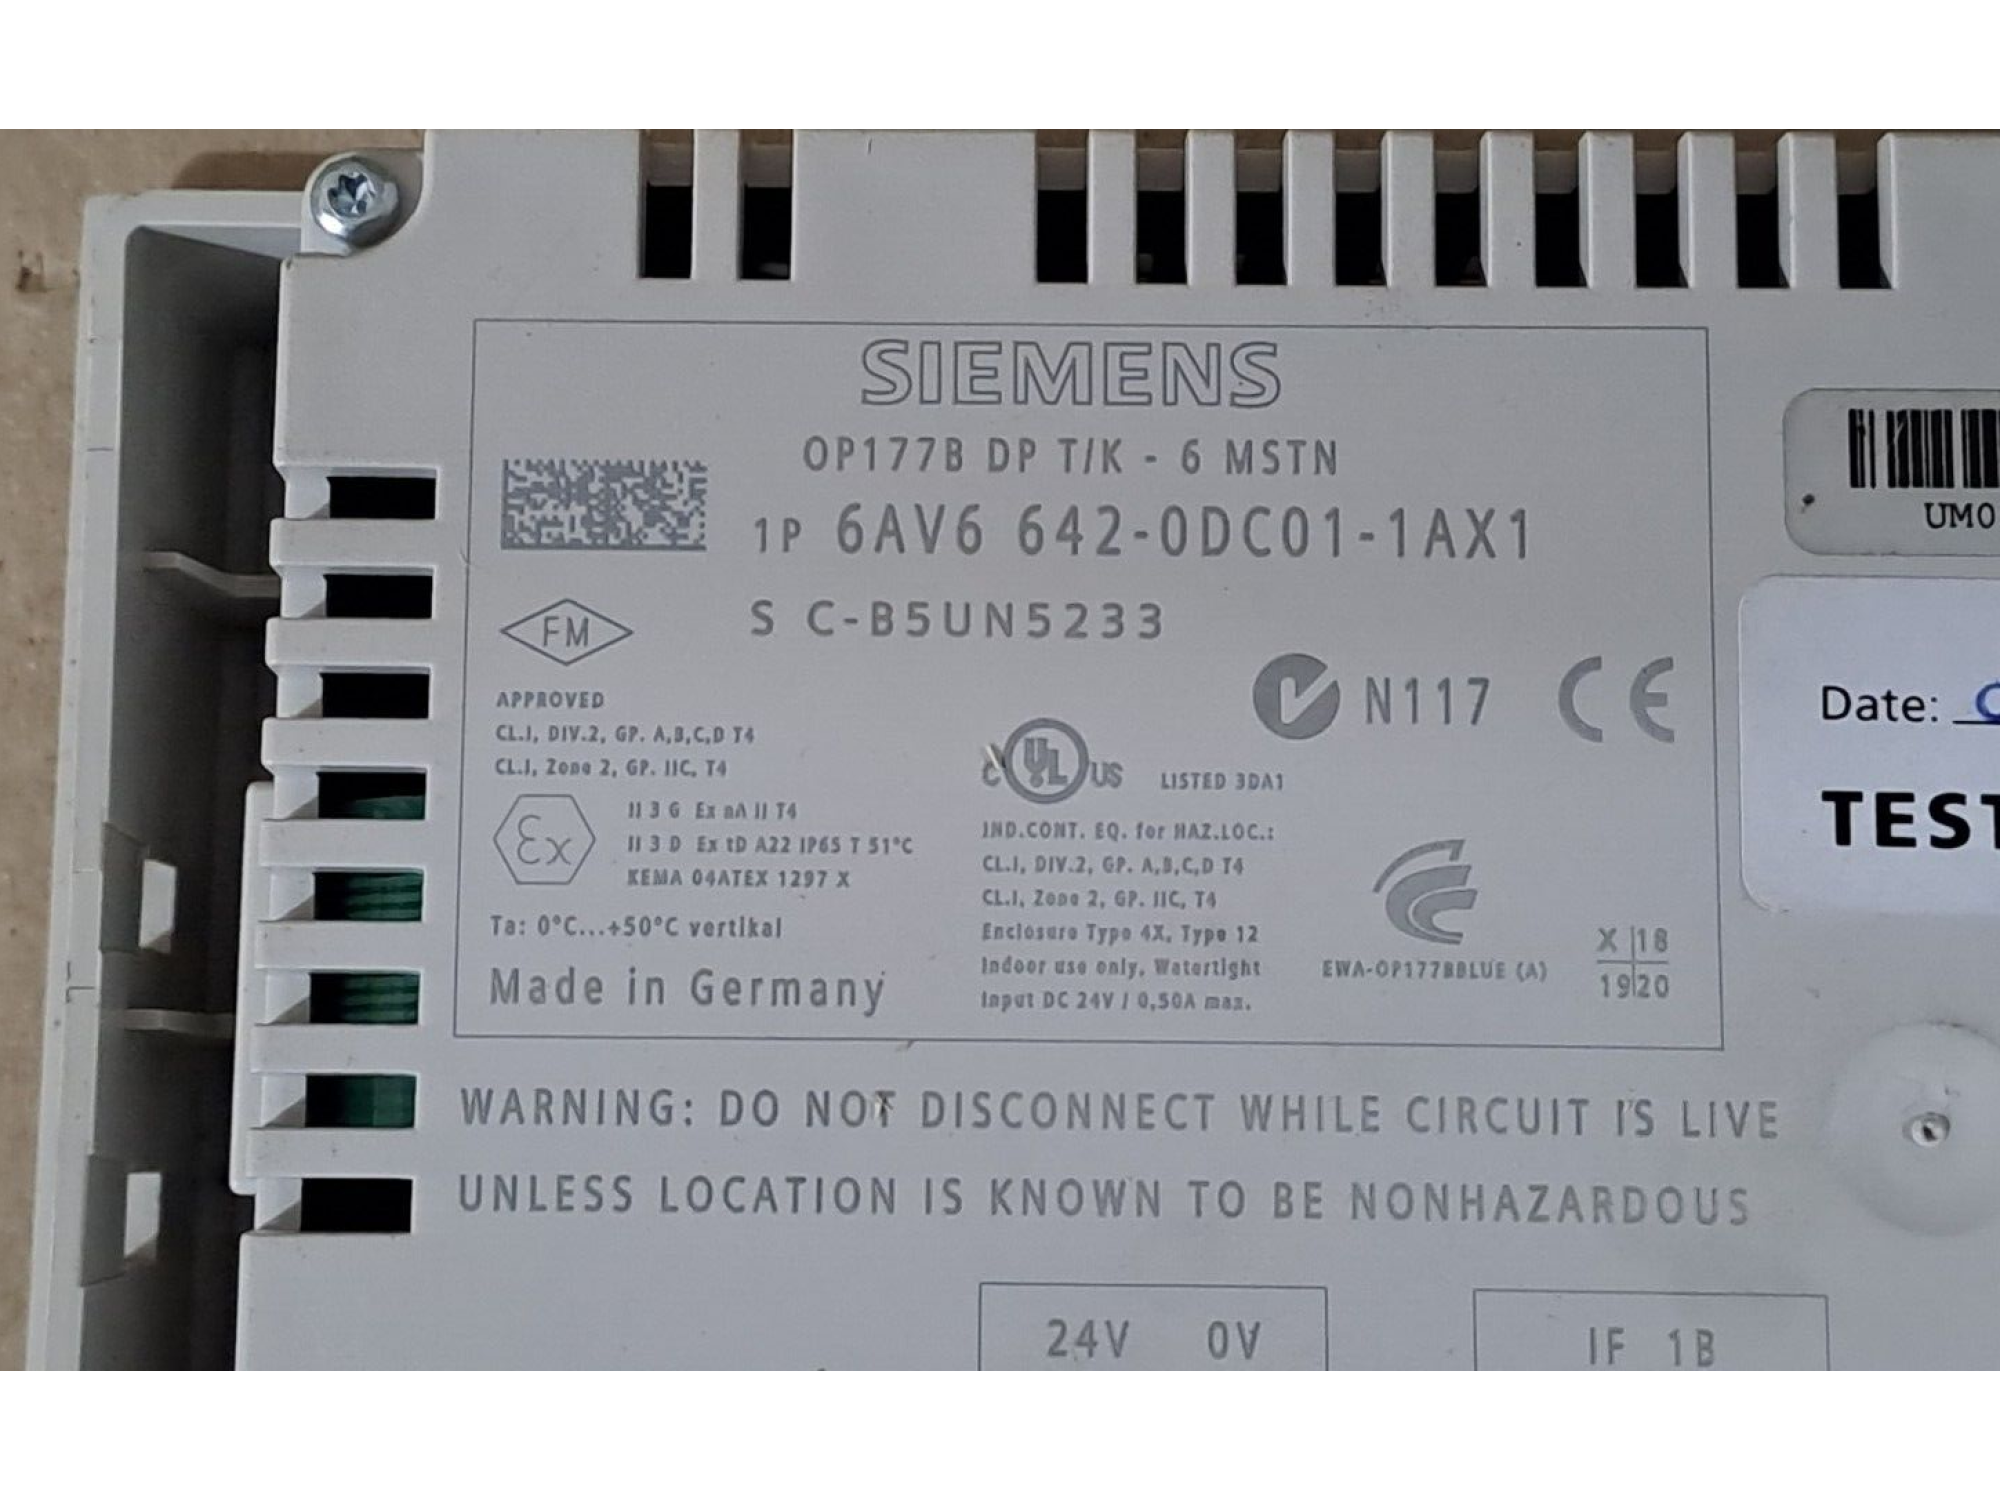 SIEMENS
OP177B DP T/K - 6 MSTN
1P 6AV6 642-0DC01-1AX1
S C-B5UN5233
FM
APPROVED
CL.I, DIV.2, GP. A,B,C,D T4
CL.I, Zone 2, GP. IIC, T4
Ex
II 3 G Ex nA II T4
II 3 D Ex tD A22 IP65 T 51°C
KEMA 04ATEX 1297 X
Ta: 0°C...+50°C vertikal
Made in Germany
N117 CE
C UL US LISTED 3DA1
IND.CONT. EQ. for HAZ.LOC.:
CL.I, DIV.2, GP. A,B,C,D T4
CL.I, Zone 2, GP. IIC, T4
Enclosure Type 4X, Type 12
Indoor use only, Watertight
Input DC 24V / 0,50A max.
EWA-OP177BBLUE (A)
X 18
19 20
WARNING: DO NOT DISCONNECT WHILE CIRCUIT IS LIVE
UNLESS LOCATION IS KNOWN TO BE NONHAZARDOUS
24V 0V
IF 1B
UM0
Date:
TEST